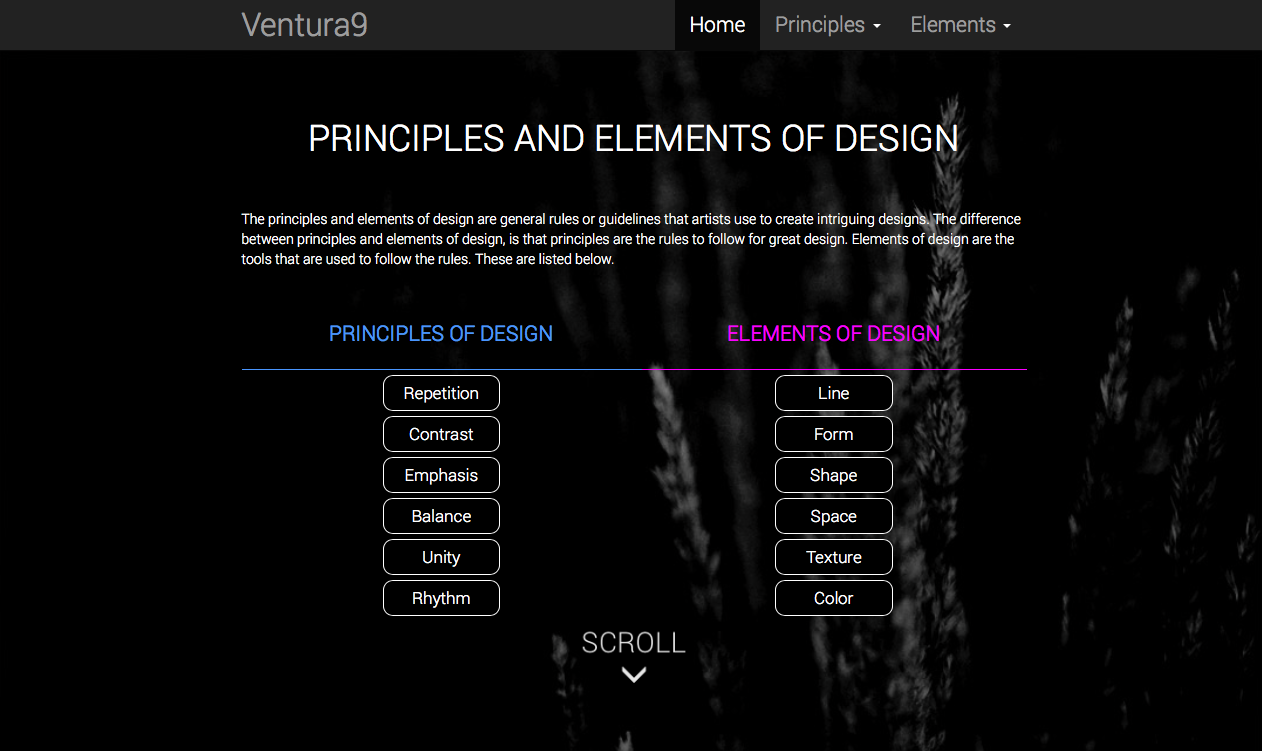 Ventura9
Home Principles Elements
PRINCIPLES AND ELEMENTS OF DESIGN
The principles and elements of design are general rules or guidelines that artists use to create intriguing designs. The difference
between principles and elements of design, is that principles are the rules to follow for great design. Elements of design are the
tools that are used to follow the rules. These are listed below.
PRINCIPLES OF DESIGN
ELEMENTS OF DESIGN
Repetition
Contrast
Emphasis
Balance
Unity
Rhythm
Line
Form
Shape
Space
Texture
Color
SCROLL